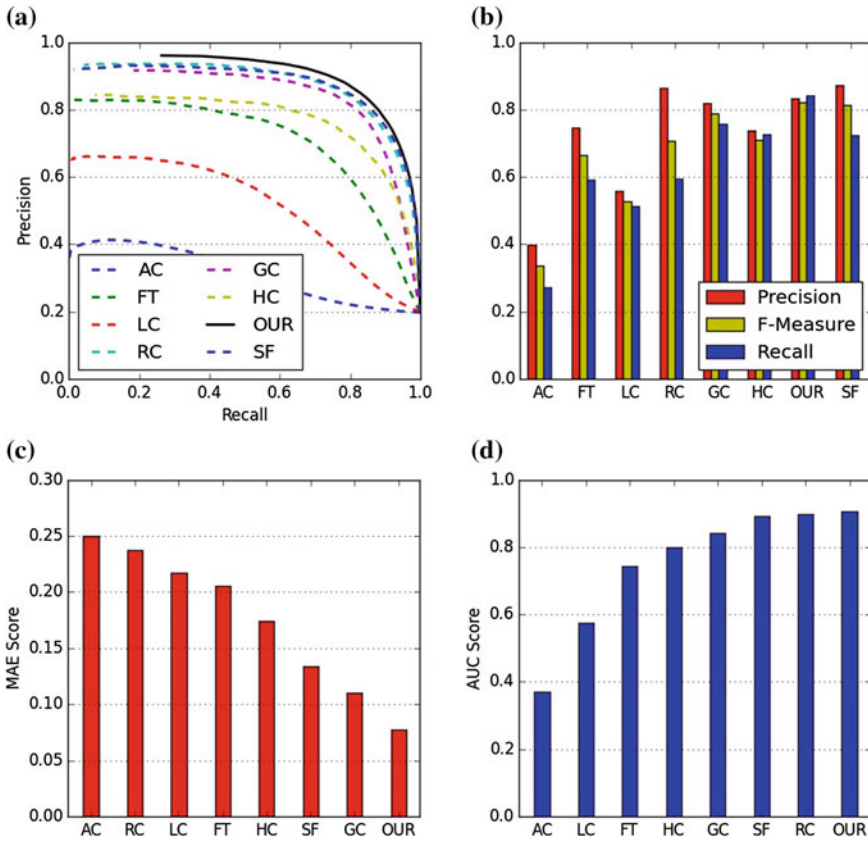 (a)
1.0
0.8
0.6
0.4
0.2
0.0
Precision
AC
FT
LC
RC
GC
HC
OUR
SF
0.0 0.2 0.4 0.6 0.8 1.0
Recall
(b)
1.0
0.8
0.6
0.4
0.2
0.0
Precision
F-Measure
Recall
AC FT LC RC GC HC OUR SF
(c)
0.30
0.25
0.20
0.15
0.10
0.05
0.00
MAE Score
AC RC LC FT HC SF GC OUR
(d)
1.0
0.8
0.6
0.4
0.2
0.0
AUC Score
AC LC FT HC GC SF RC OUR